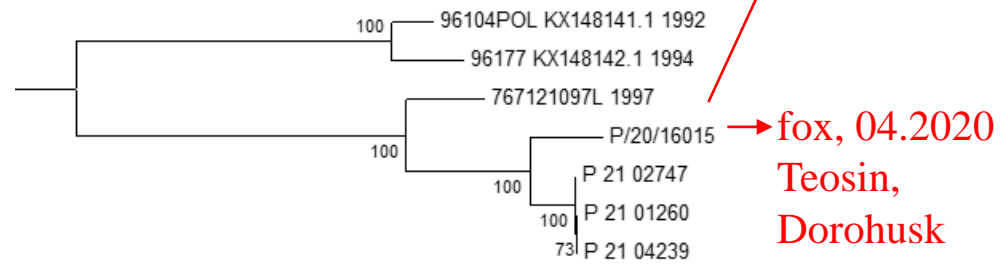 100
96104POL KX148141.1 1992
96177 KX148142.1 1994
767121097L 1997
100
P/20/16015
fox, 04.2020
Teosin,
Dorohusk
100
P 21 02747
100
P 21 01260
73
P 21 04239